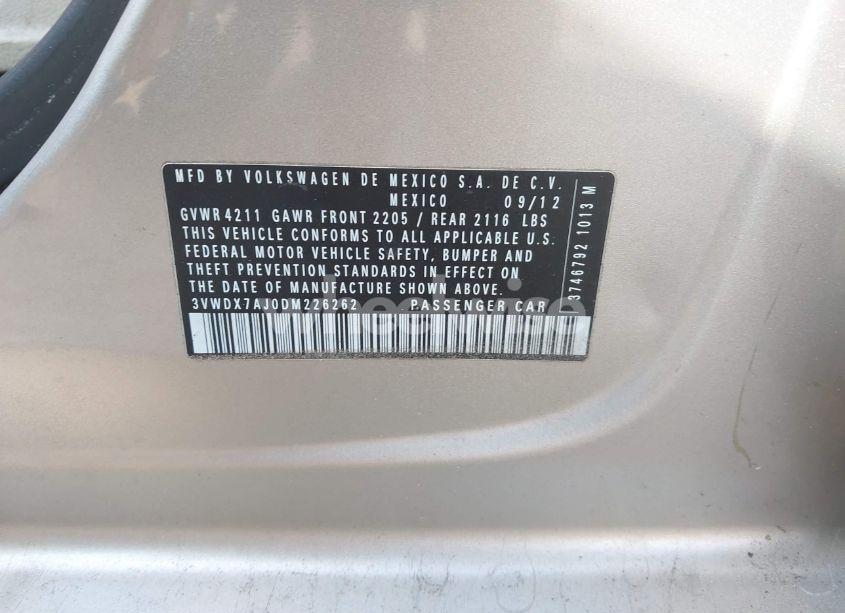 MFD BY VOLKSWAGEN DE MEXICO S.A. DE C.V.
MEXICO 09/12
GVWR 4211 GAWR FRONT 2205 / REAR 2116 LBS
THIS VEHICLE CONFORMS TO ALL APPLICABLE U.S.
FEDERAL MOTOR VEHICLE SAFETY, BUMPER AND
THEFT PREVENTION STANDARDS IN EFFECT ON
THE DATE OF MANUFACTURE SHOWN ABOVE.
3VWDX7AJ0DM226262 PASSENGER CAR
3746792 1013 M